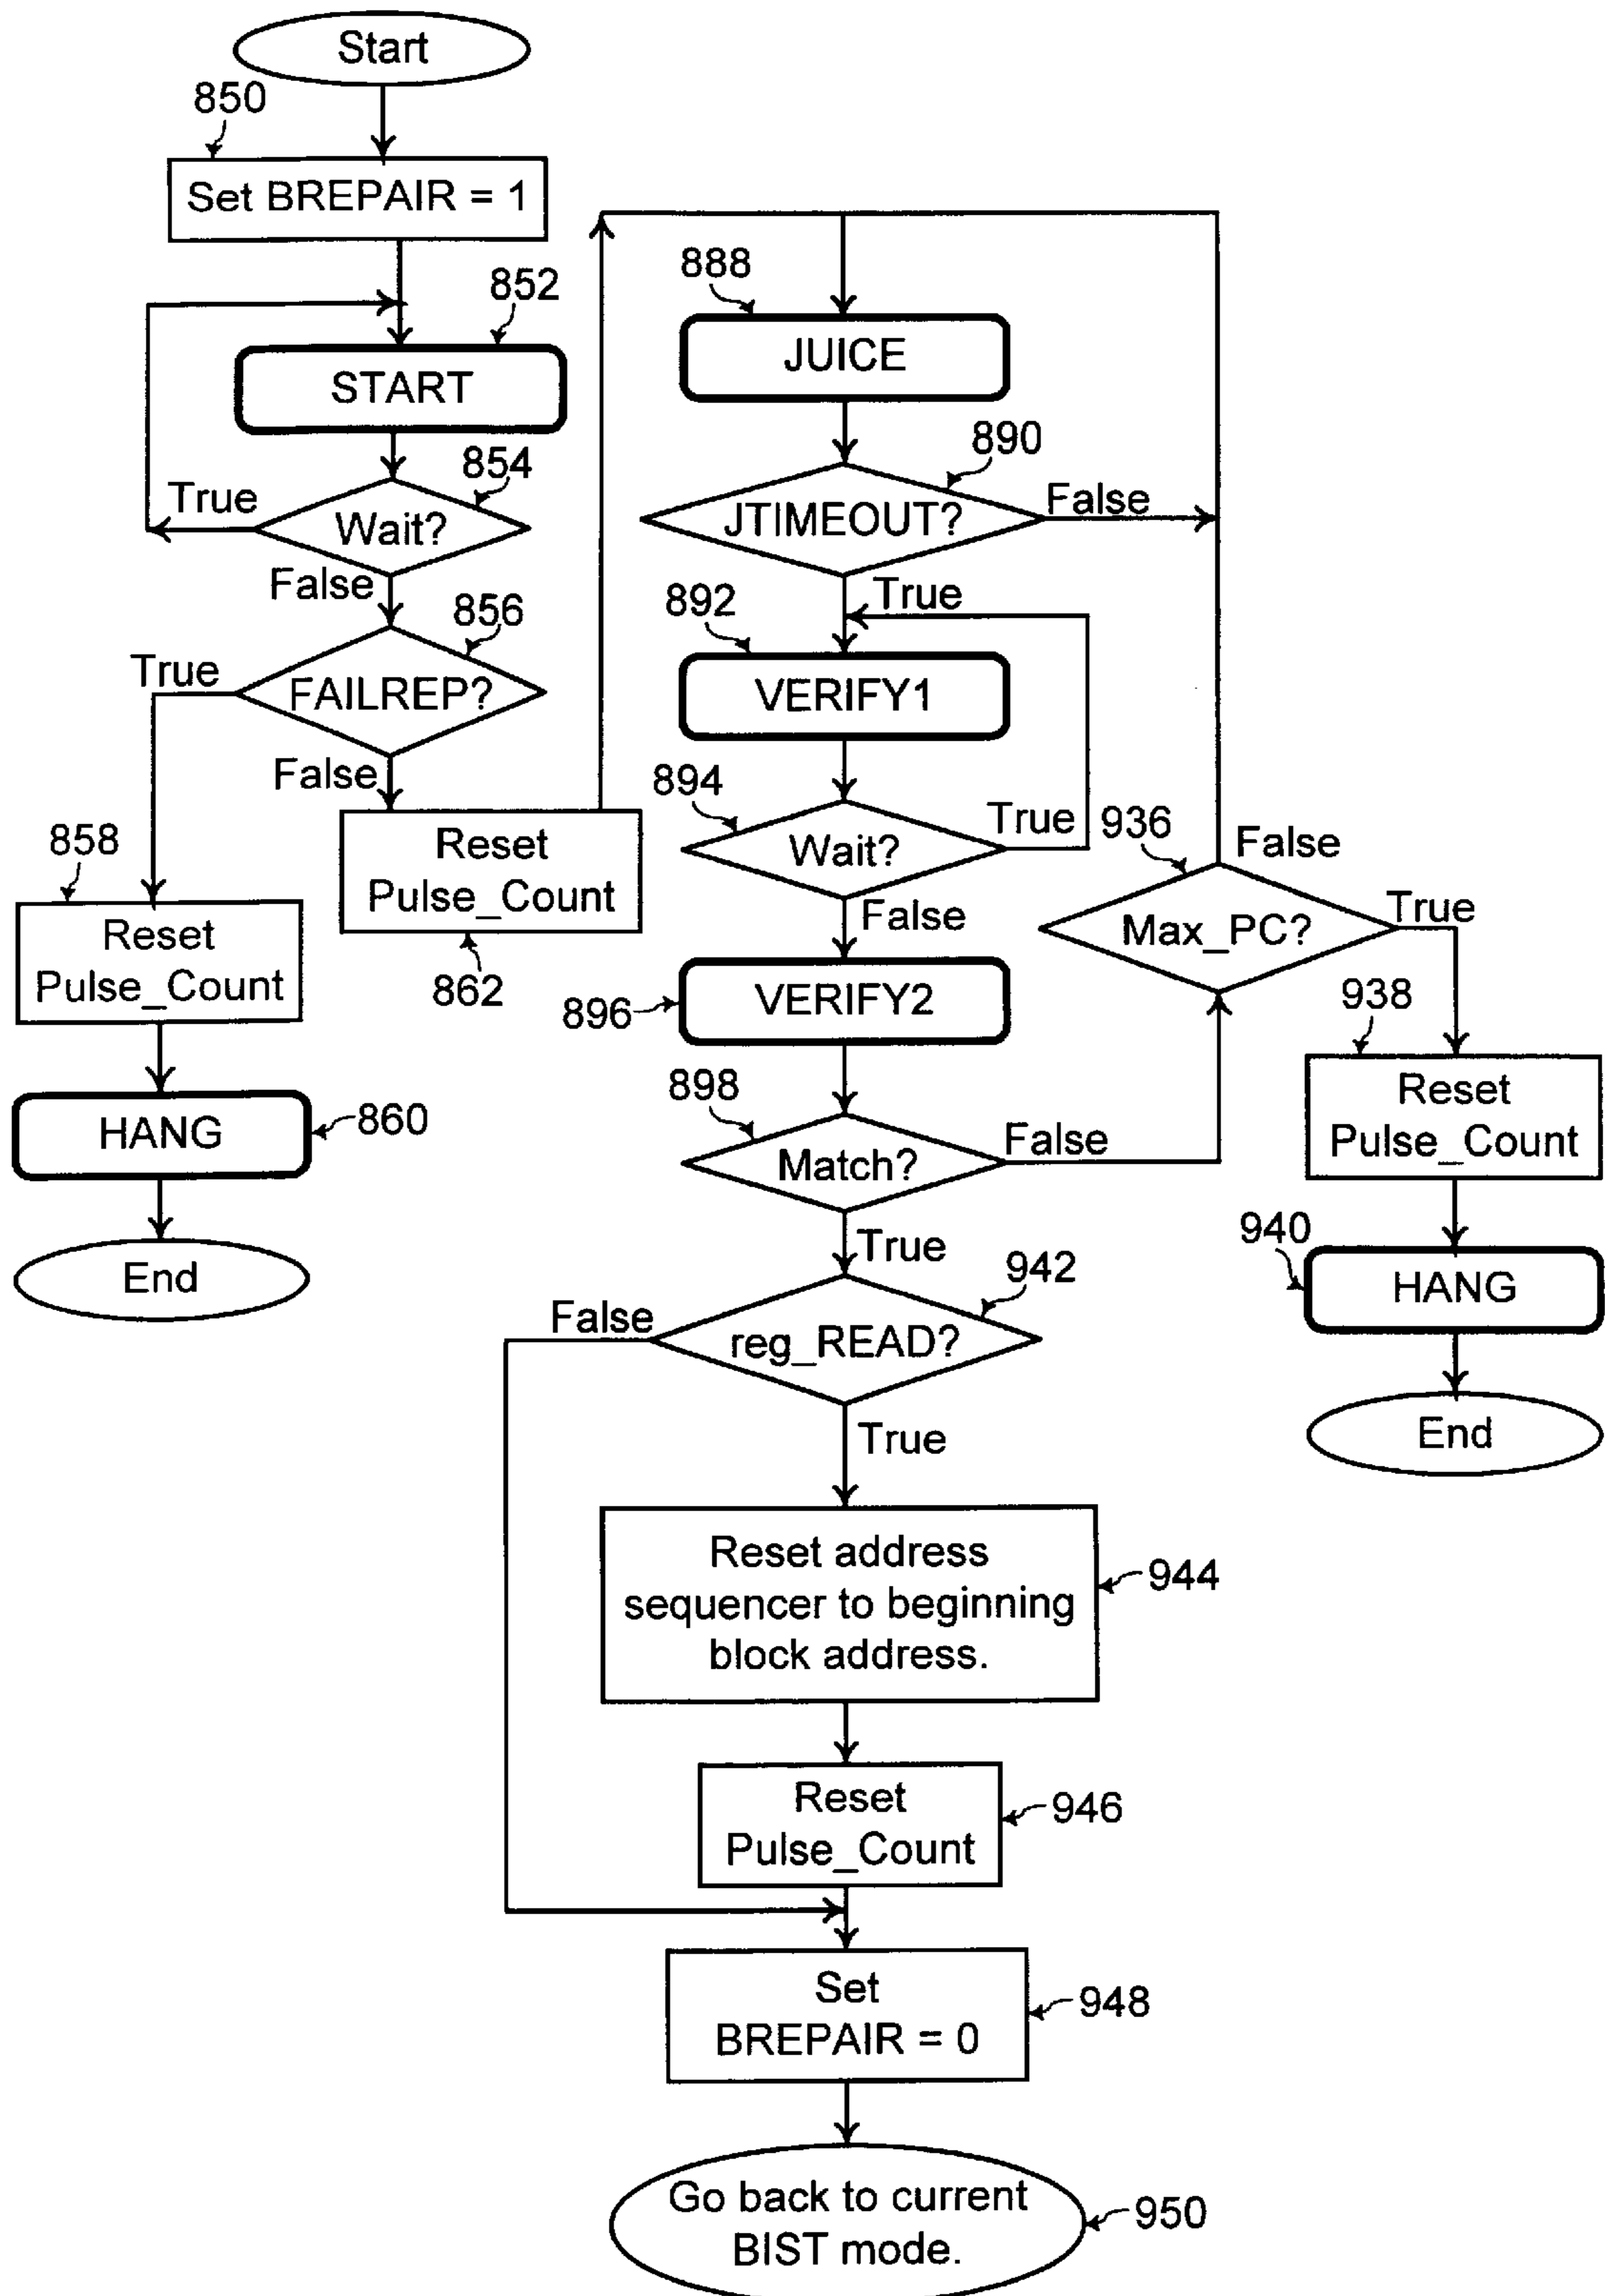 Start
850
Set BREPAIR = 1
852
START
854
True
Wait?
False
856
True
FAILREP?
False
858
Reset
Pulse_Count
862
Reset
Pulse_Count
HANG
860
End
888
JUICE
890
JTIMEOUT?
False
True
892
VERIFY1
894
Wait?
True
False
896
VERIFY2
898
Match?
False
True
936
False
Max_PC?
True
938
Reset
Pulse_Count
940
HANG
End
942
False
reg_READ?
True
Reset address
sequencer to beginning
block address.
944
Reset
Pulse_Count
946
Set
BREPAIR = 0
948
Go back to current
BIST mode.
950